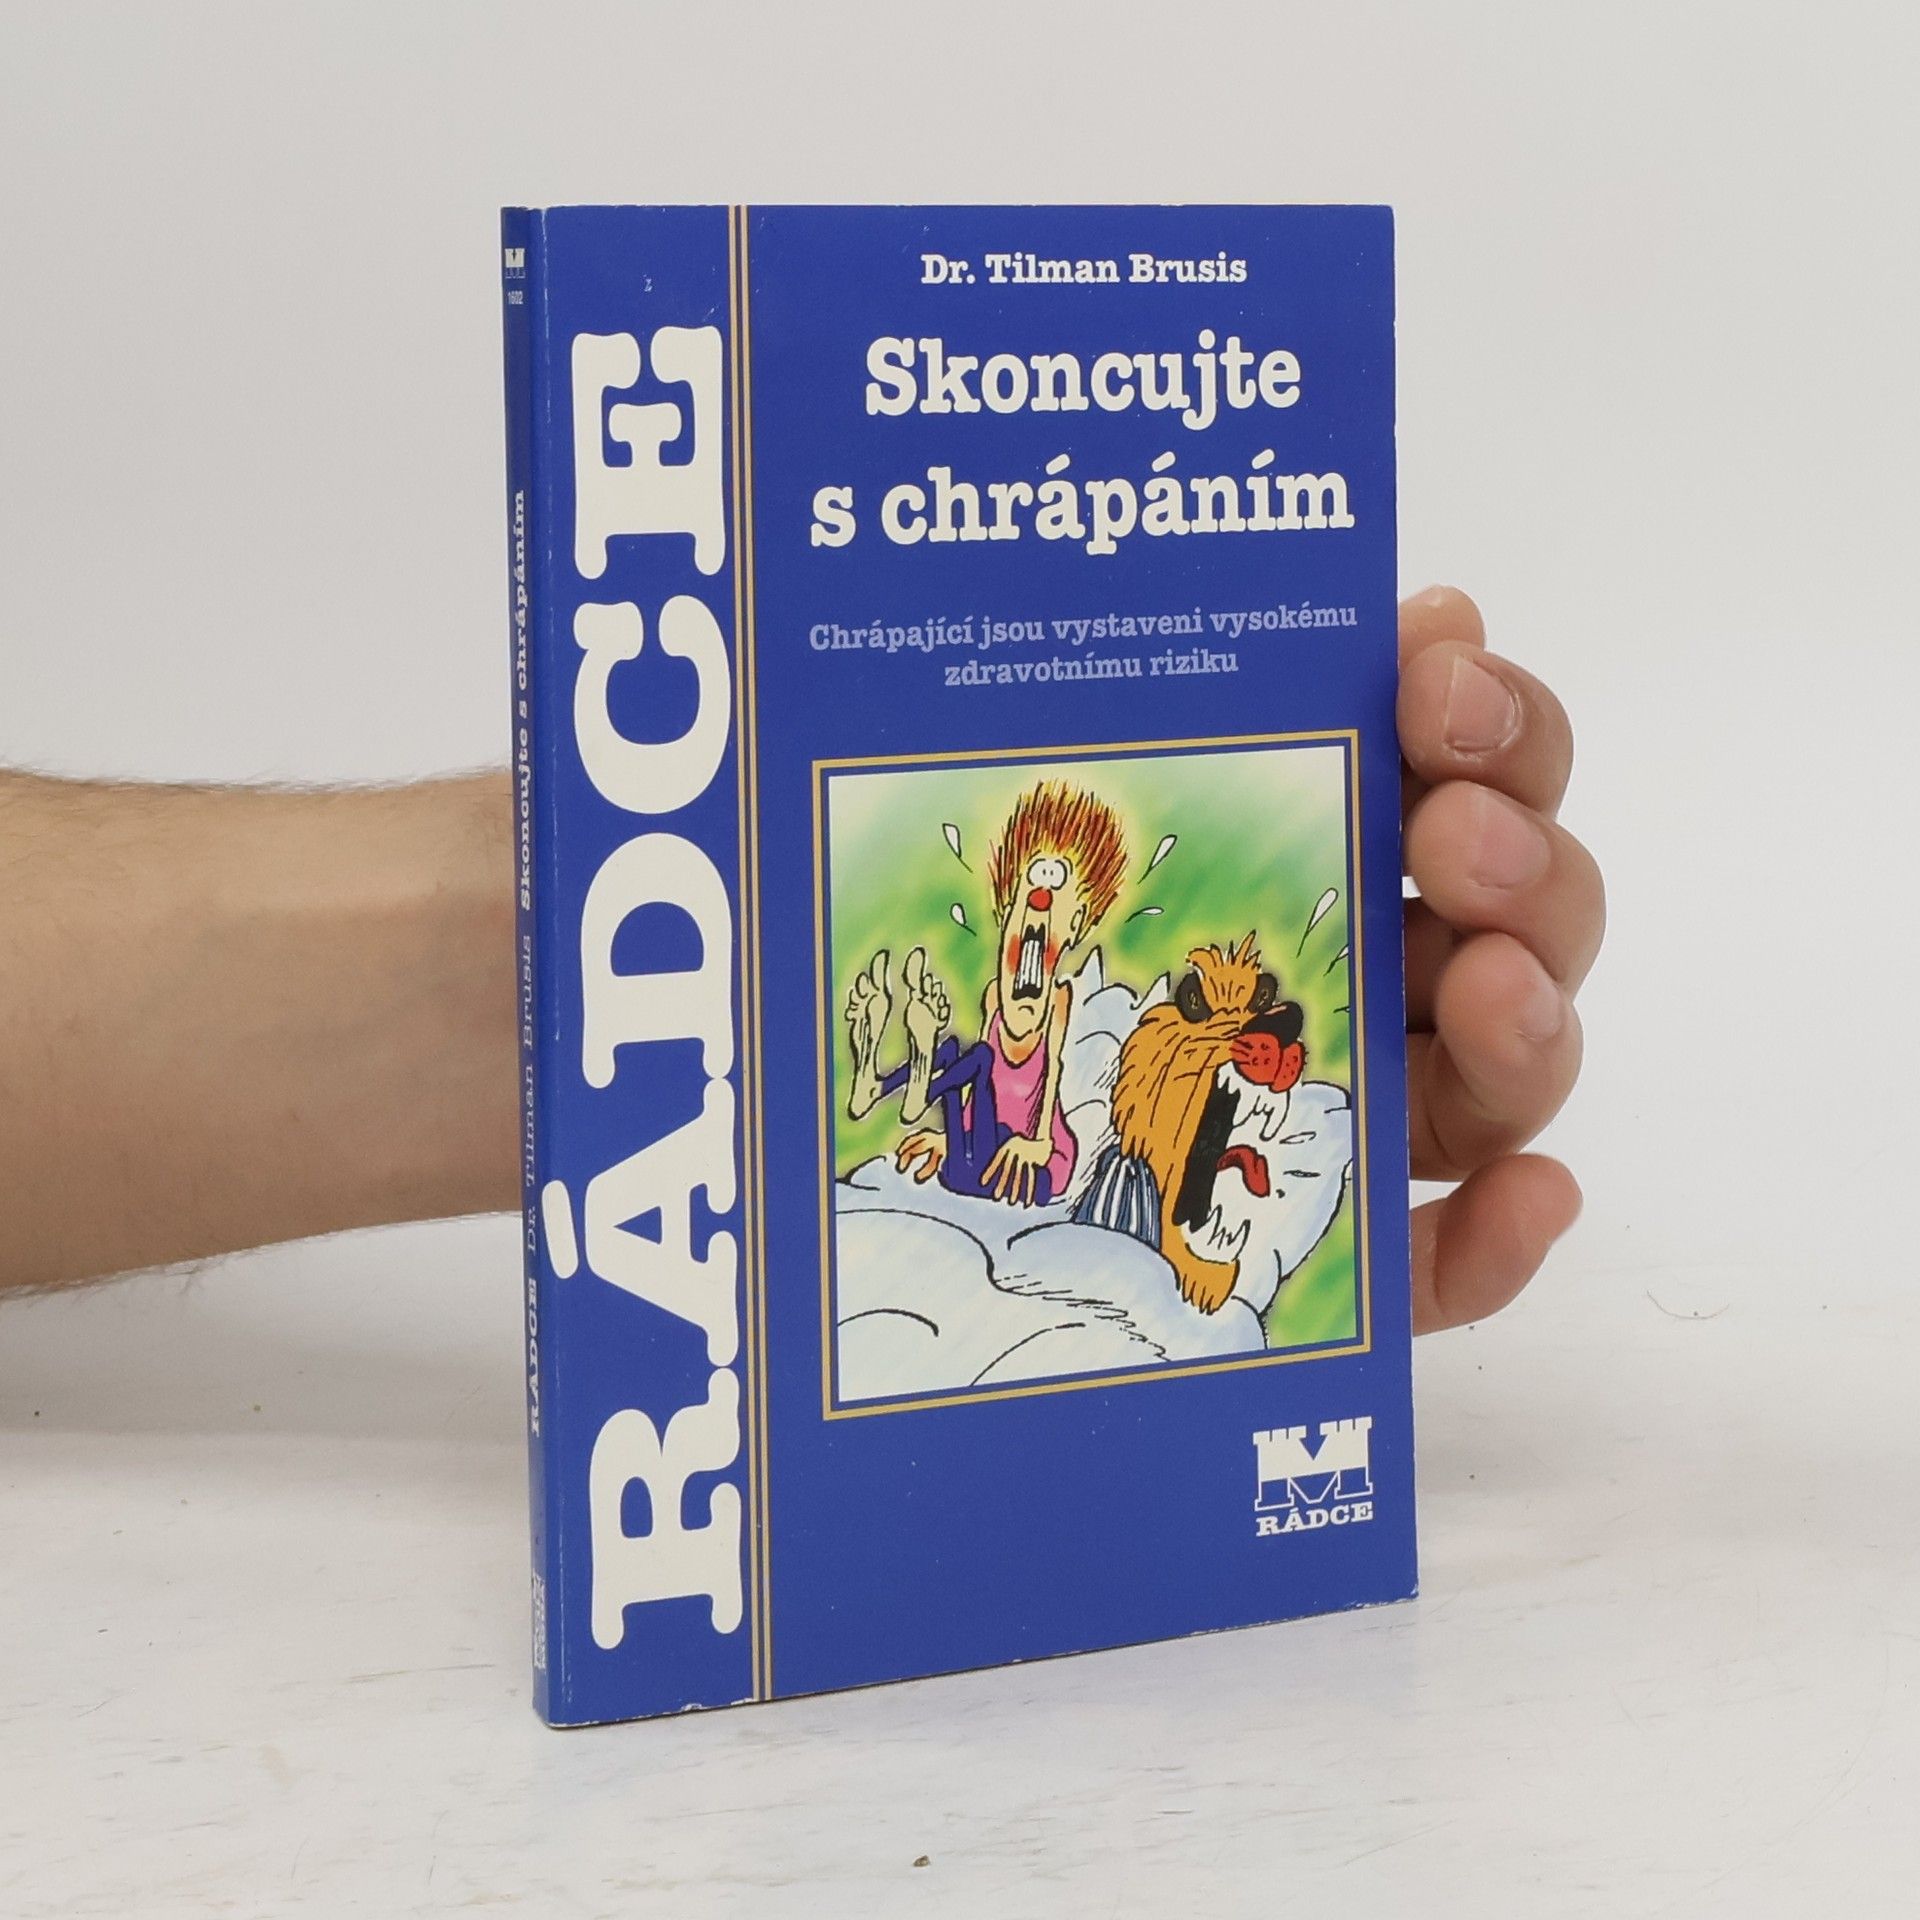 1602
RÁDCE Dr. Tilman Brusis Skoncujte s chrápáním
RÁDCE
Dr. Tilman Brusis
Skoncujte
s chrápáním
Chrápající jsou vystaveni vysokému
zdravotnímu riziku
M
RÁDCE